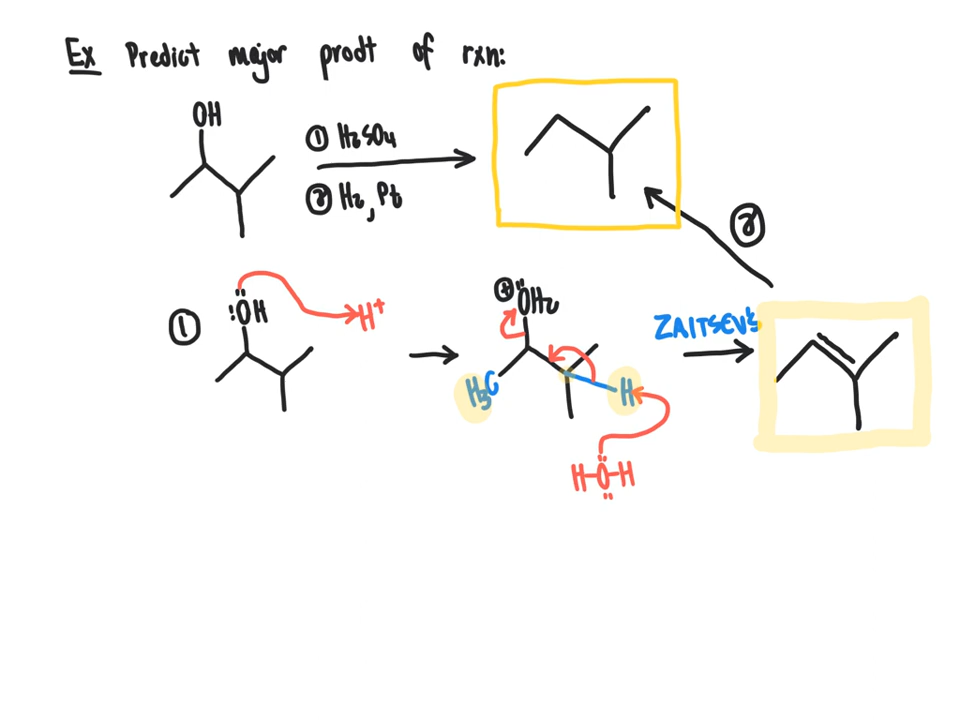 Ex Predict major prodt of rxn:
OH
① H₂SO₄
② H₂, Pt
②
① :ÖH H⁺
⊕ ÖH₂
ZAITSEV'S
H₃C H
H-Ö-H